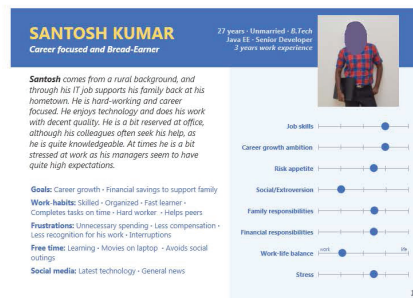 SANTOSH KUMAR
Career focused and Bread-Earner
27 years · Unmarried · B.Tech
Java EE · Senior Developer
3 years work experience
Santosh comes from a rural background, and
through his IT job supports his family back at his
hometown. He is hard-working and career
focused. He enjoys technology and does his work
with decent quality. He is a bit reserved at office,
although his colleagues often seek his help, as
he is quite knowledgeable. At times he is a bit
stressed at work as his managers seem to have
quite high expectations.
Goals: Career growth · Financial savings to support family
Work-habits: Skilled · Organized · Fast learner ·
Completes tasks on time · Hard worker · Helps peers
Frustrations: Unnecessary spending · Less compensation ·
Less recognition for his work · Interruptions
Free time: Learning · Movies on laptop · Avoids social
outings
Social media: Latest technology · General news
Job skills
Career growth ambition
Risk appetite
Social/Extroversion
Family responsibilities
Financial responsibilities
Work-life balance work life
Stress